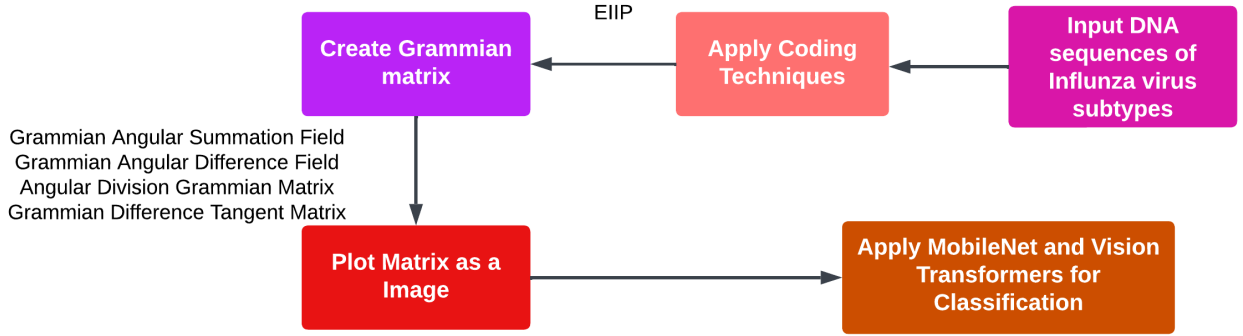 EIIP
Create Grammian
matrix
Apply Coding
Techniques
Input DNA
sequences of
Influnza virus
subtypes
Grammian Angular Summation Field
Grammian Angular Difference Field
Angular Division Grammian Matrix
Grammian Difference Tangent Matrix
Plot Matrix as a
Image
Apply MobileNet and Vision
Transformers for
Classification